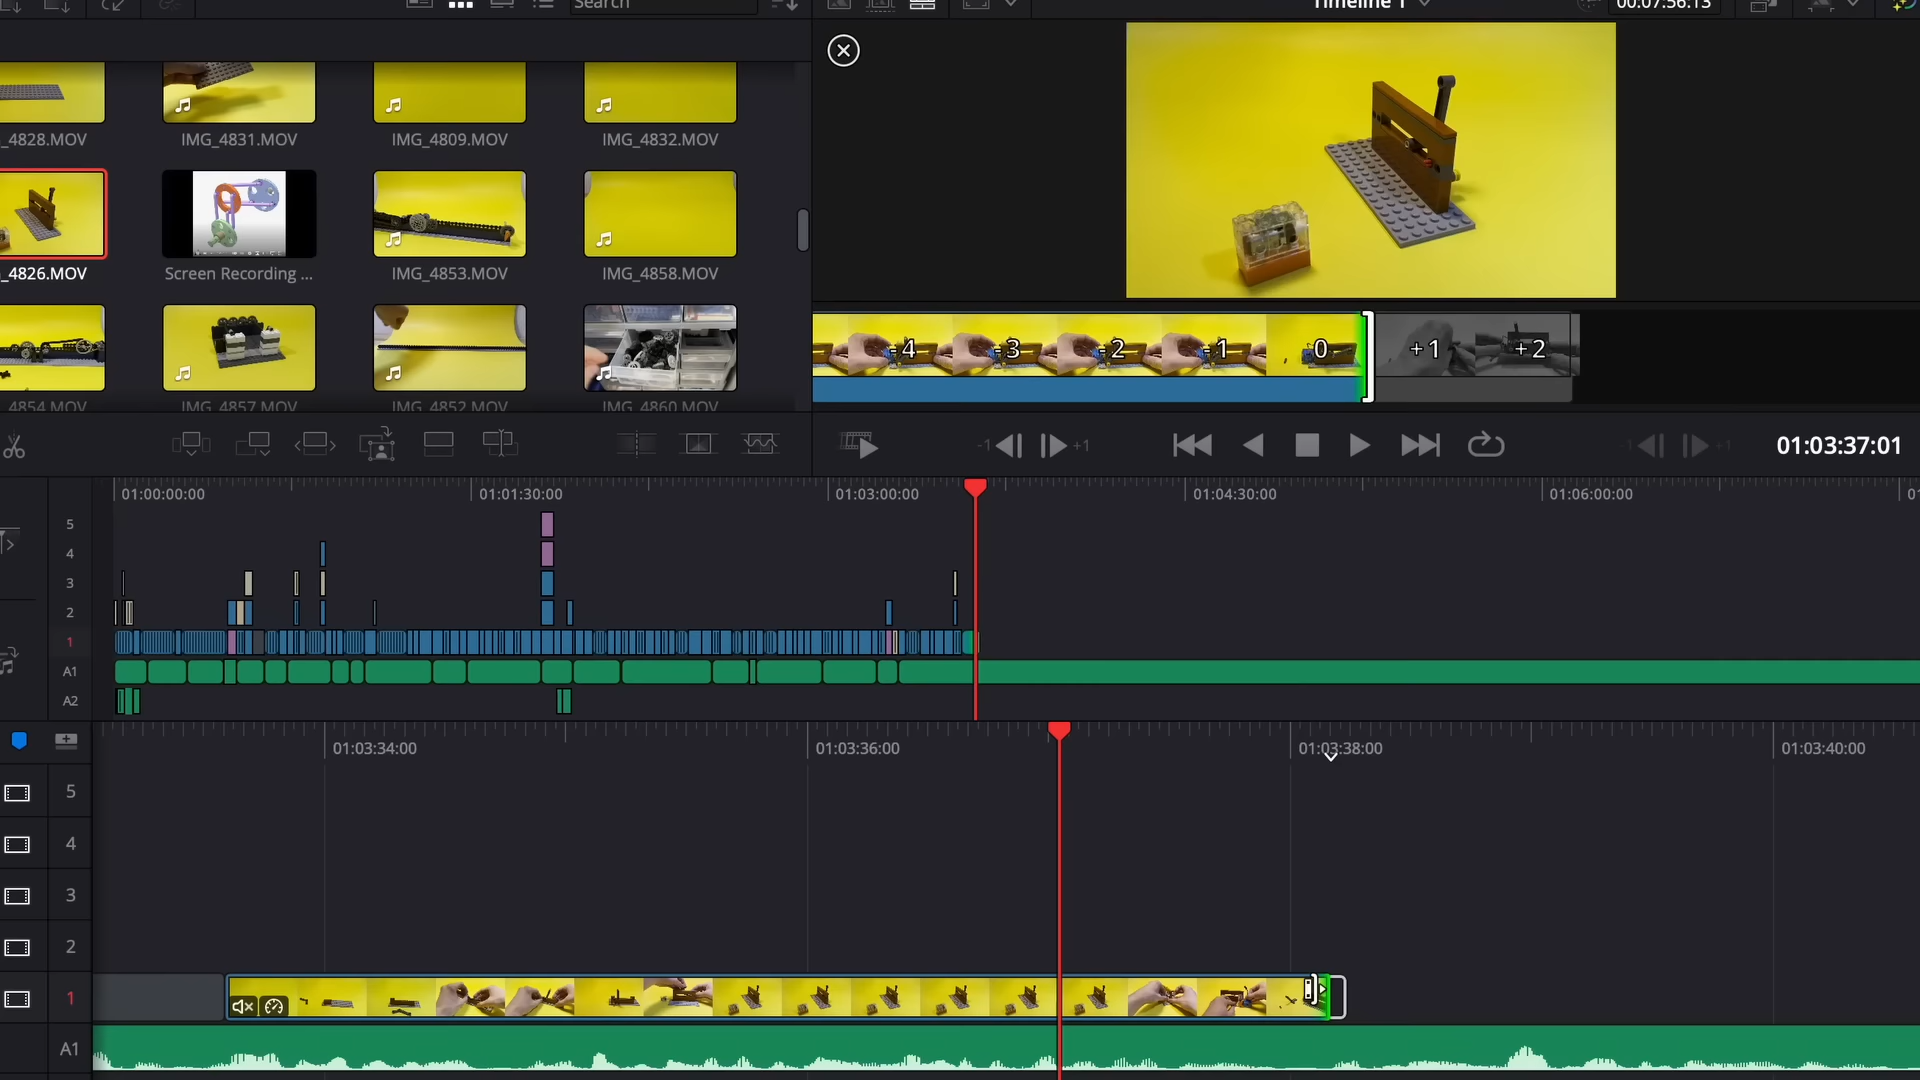 Search
Timeline 1
00:07:56:13
_4828.MOV
IMG_4831.MOV
IMG_4809.MOV
IMG_4832.MOV
_4826.MOV
Screen Recording ...
IMG_4853.MOV
IMG_4858.MOV
-4
-3
-2
-1
0
+1
+2
4854.MOV
IMG_4857.MOV
IMG_4852.MOV
IMG_4860.MOV
-1
+1
-1
+1
01:03:37:01
01:00:00:00
01:01:30:00
01:03:00:00
01:04:30:00
01:06:00:00
5
4
3
2
1
A1
A2
01:03:34:00
01:03:36:00
01:03:38:00
01:03:40:00
5
4
3
2
1
A1